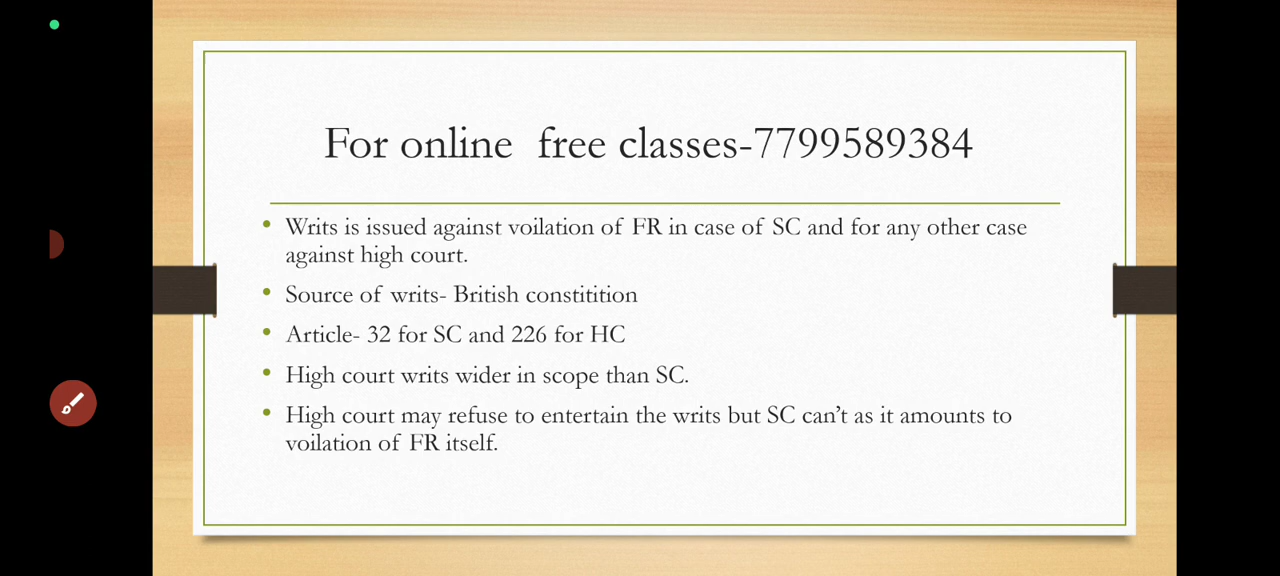 For online free classes-7799589384
• Writs is issued against voilation of FR in case of SC and for any other case
against high court.
• Source of writs- British constitition
• Article- 32 for SC and 226 for HC
• High court writs wider in scope than SC.
• High court may refuse to entertain the writs but SC can’t as it amounts to
voilation of FR itself.